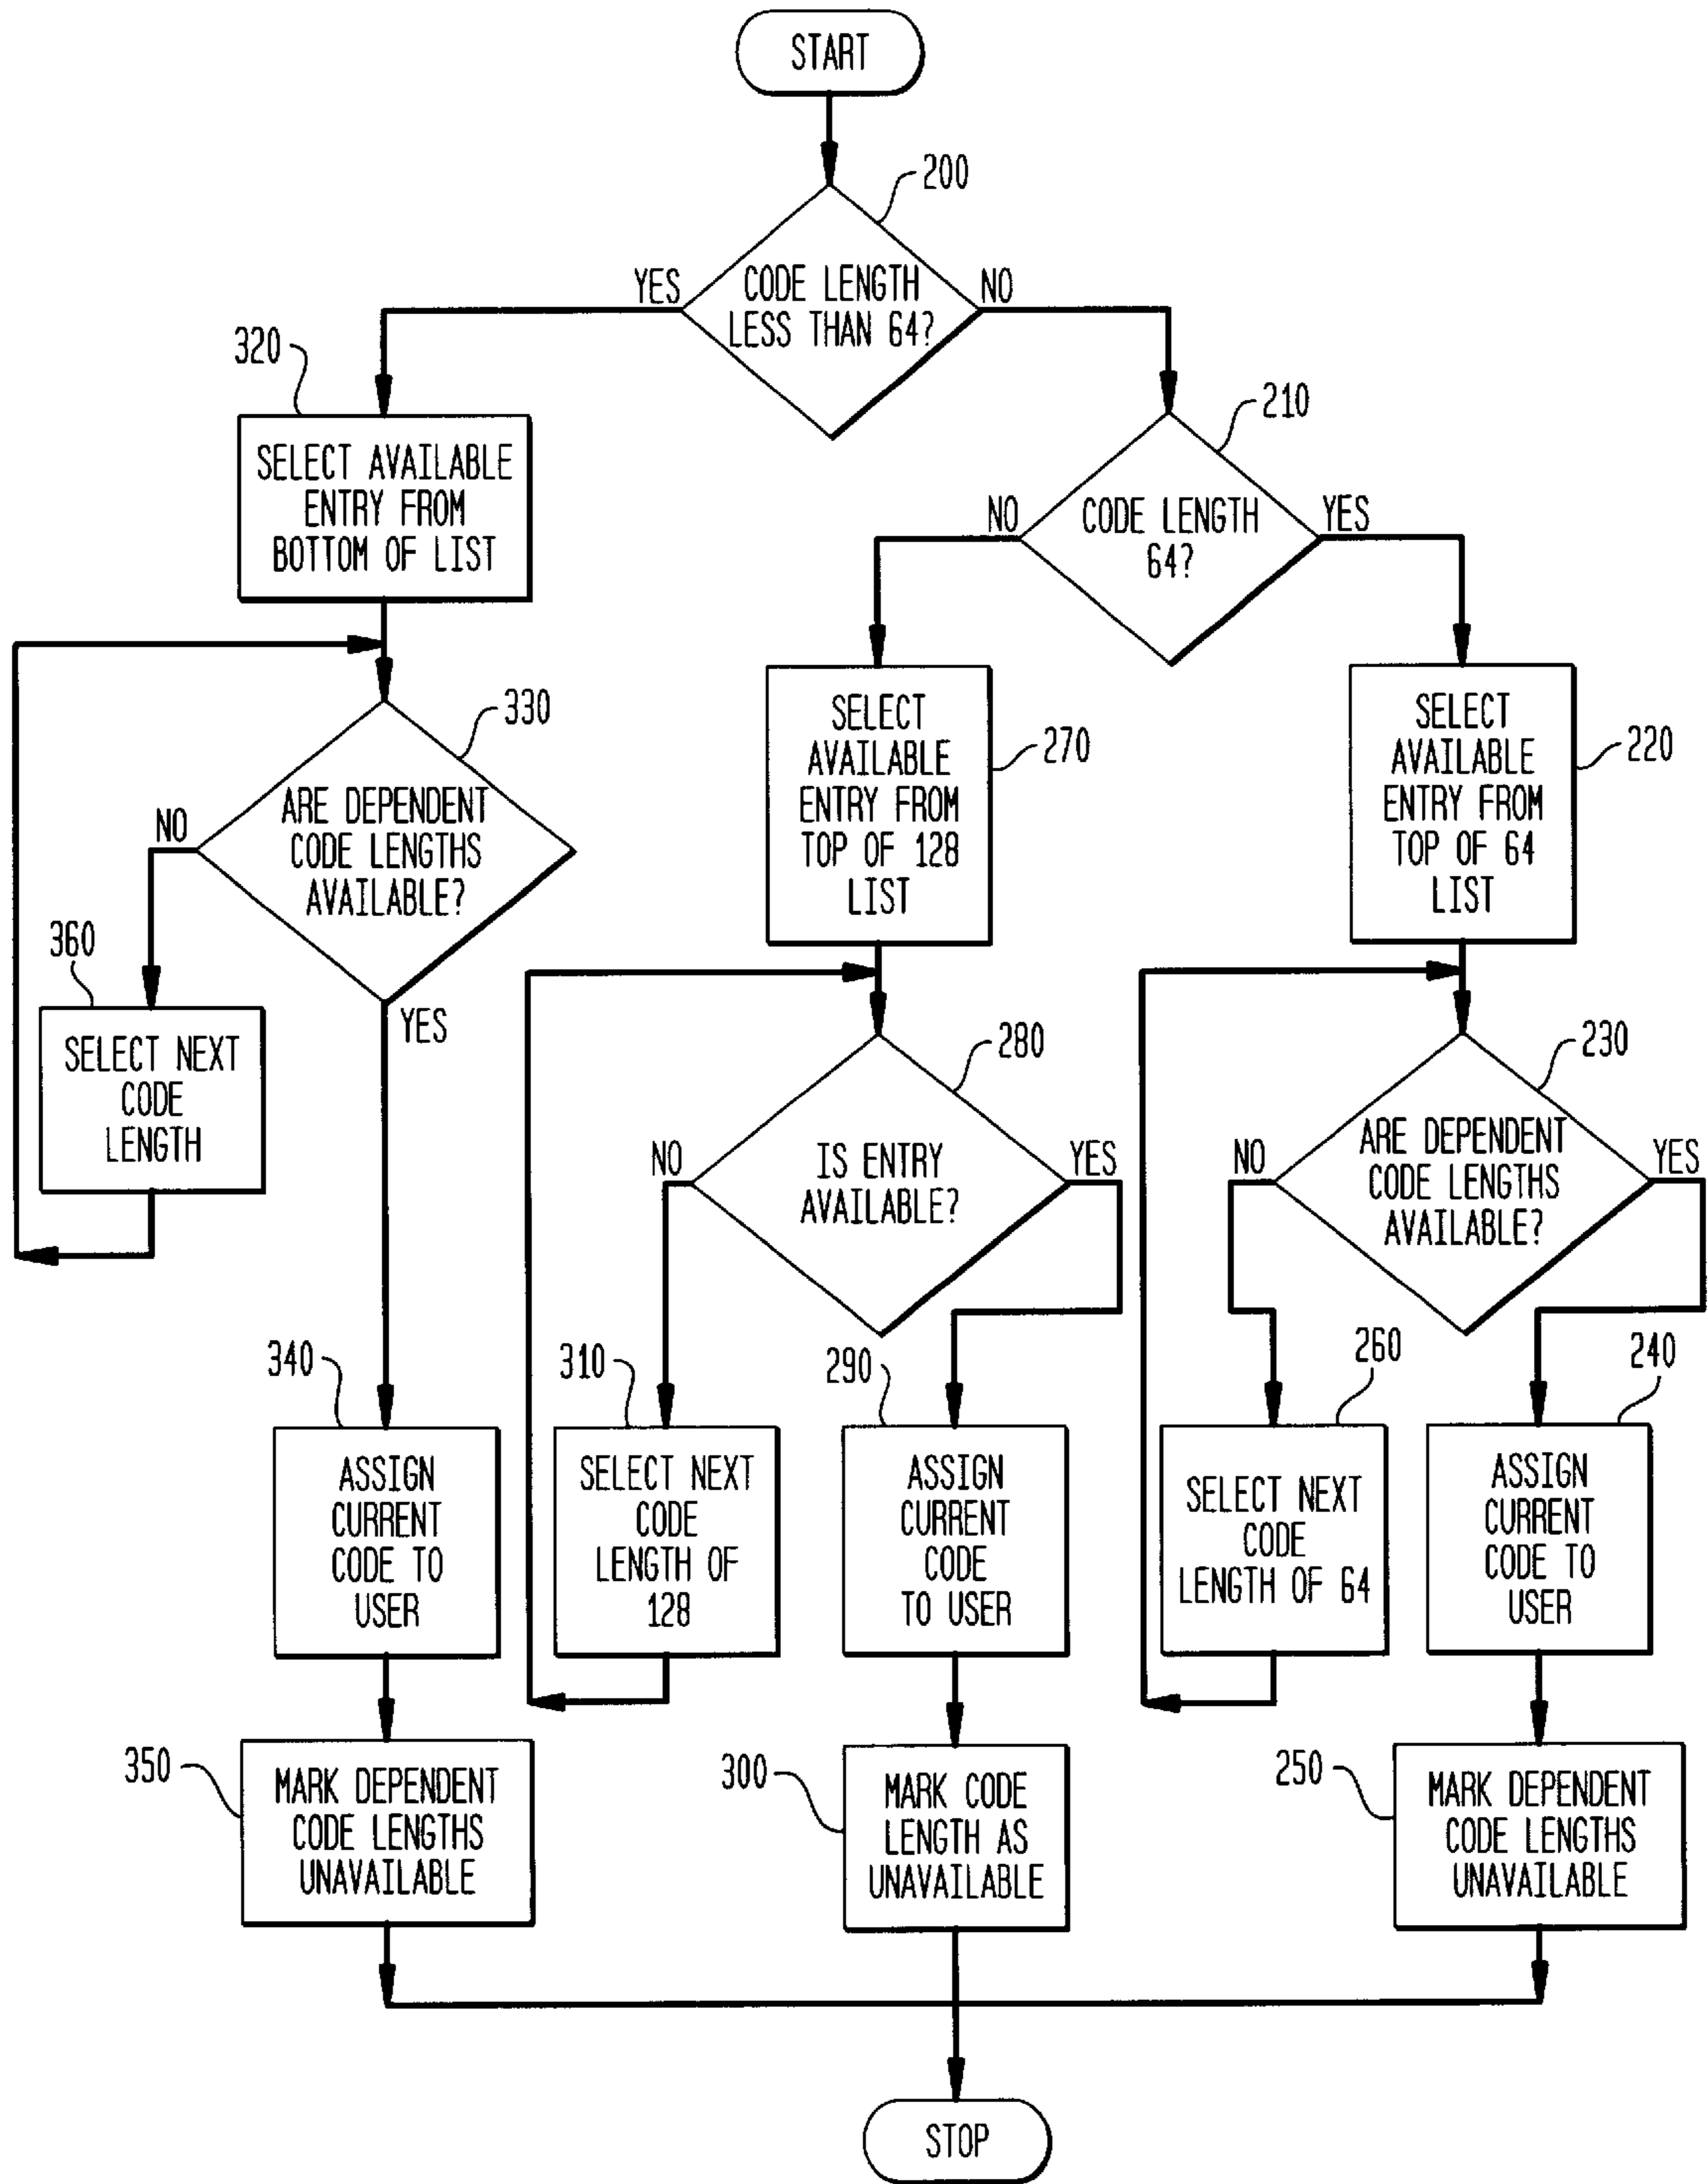 START
200
YES
CODE LENGTH
LESS THAN 64?
NO
320
SELECT AVAILABLE
ENTRY FROM
BOTTOM OF LIST
210
NO
CODE LENGTH
64?
YES
330
ARE DEPENDENT
CODE LENGTHS
AVAILABLE?
NO
YES
360
SELECT NEXT
CODE
LENGTH
270
SELECT
AVAILABLE
ENTRY FROM
TOP OF 128
LIST
220
SELECT
AVAILABLE
ENTRY FROM
TOP OF 64
LIST
280
NO
IS ENTRY
AVAILABLE?
YES
230
NO
ARE DEPENDENT
CODE LENGTHS
AVAILABLE?
YES
340
ASSIGN
CURRENT
CODE TO
USER
310
SELECT NEXT
CODE
LENGTH OF
128
290
ASSIGN
CURRENT
CODE
TO USER
260
SELECT NEXT
CODE
LENGTH OF 64
240
ASSIGN
CURRENT
CODE TO
USER
350
MARK DEPENDENT
CODE LENGTHS
UNAVAILABLE
300
MARK CODE
LENGTH AS
UNAVAILABLE
250
MARK DEPENDENT
CODE LENGTHS
UNAVAILABLE
STOP